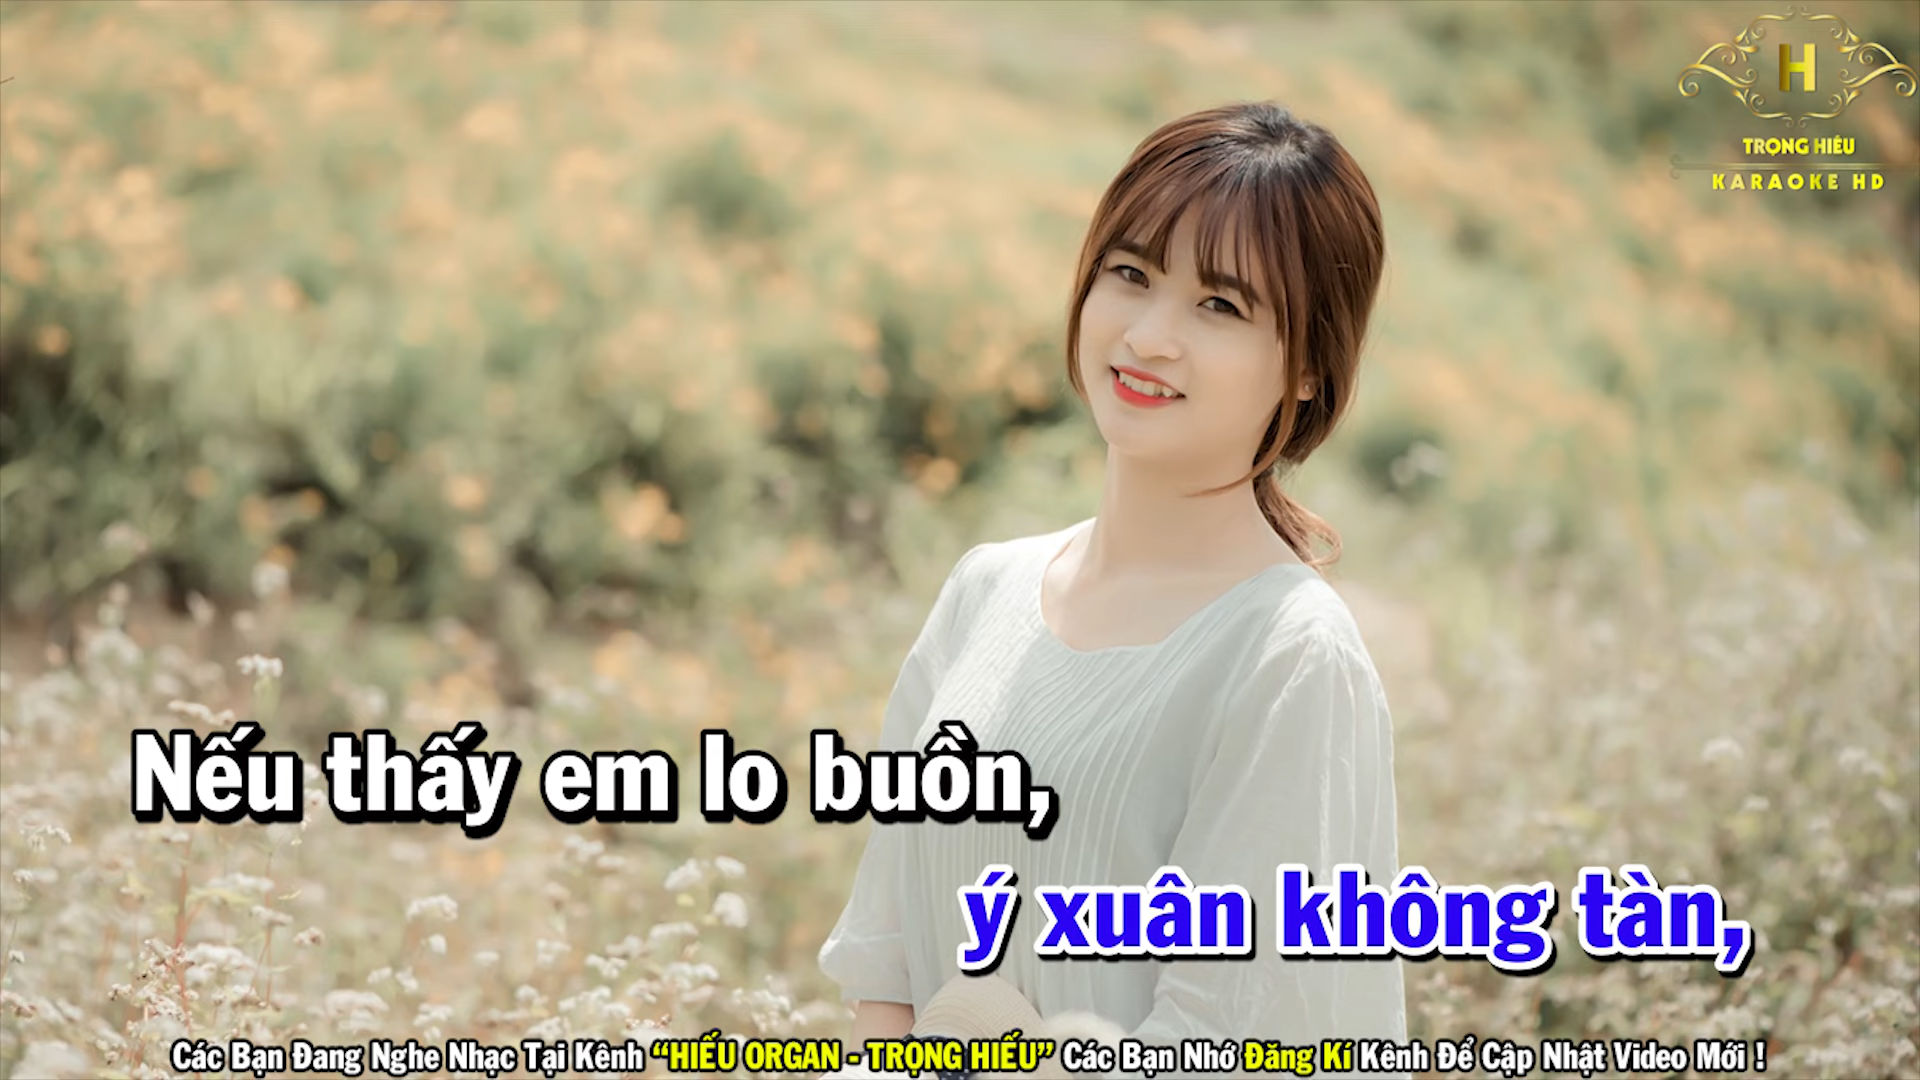 H
TRỌNG HIẾU
KARAOKE HD
Nếu thấy em lo buồn,
ý xuân không tàn,
Các Bạn Đang Nghe Nhạc Tại Kênh “HIẾU ORGAN - TRỌNG HIẾU” Các Bạn Nhớ Đăng Kí Kênh Để Cập Nhật Video Mới !